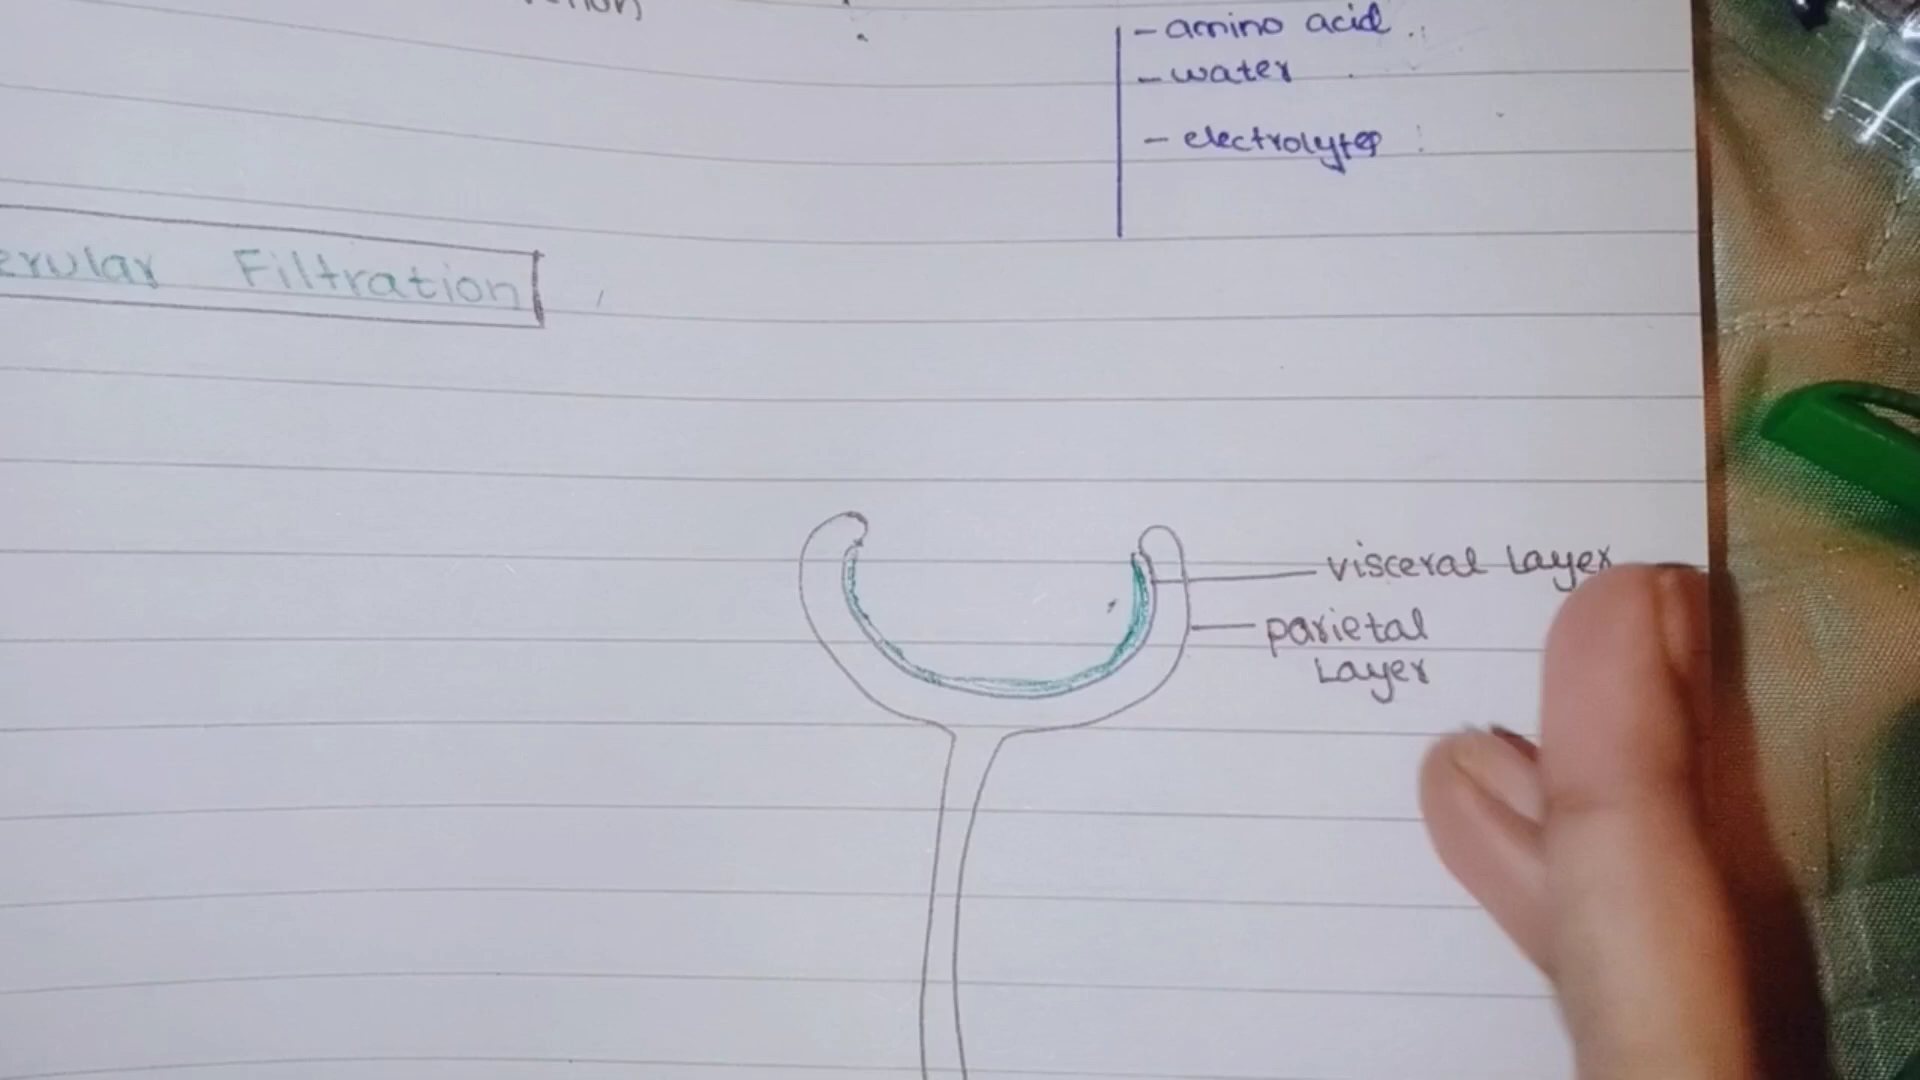 - amino acid
- water
- electrolytes
Filtration
visceral Layer
parietal
Layer